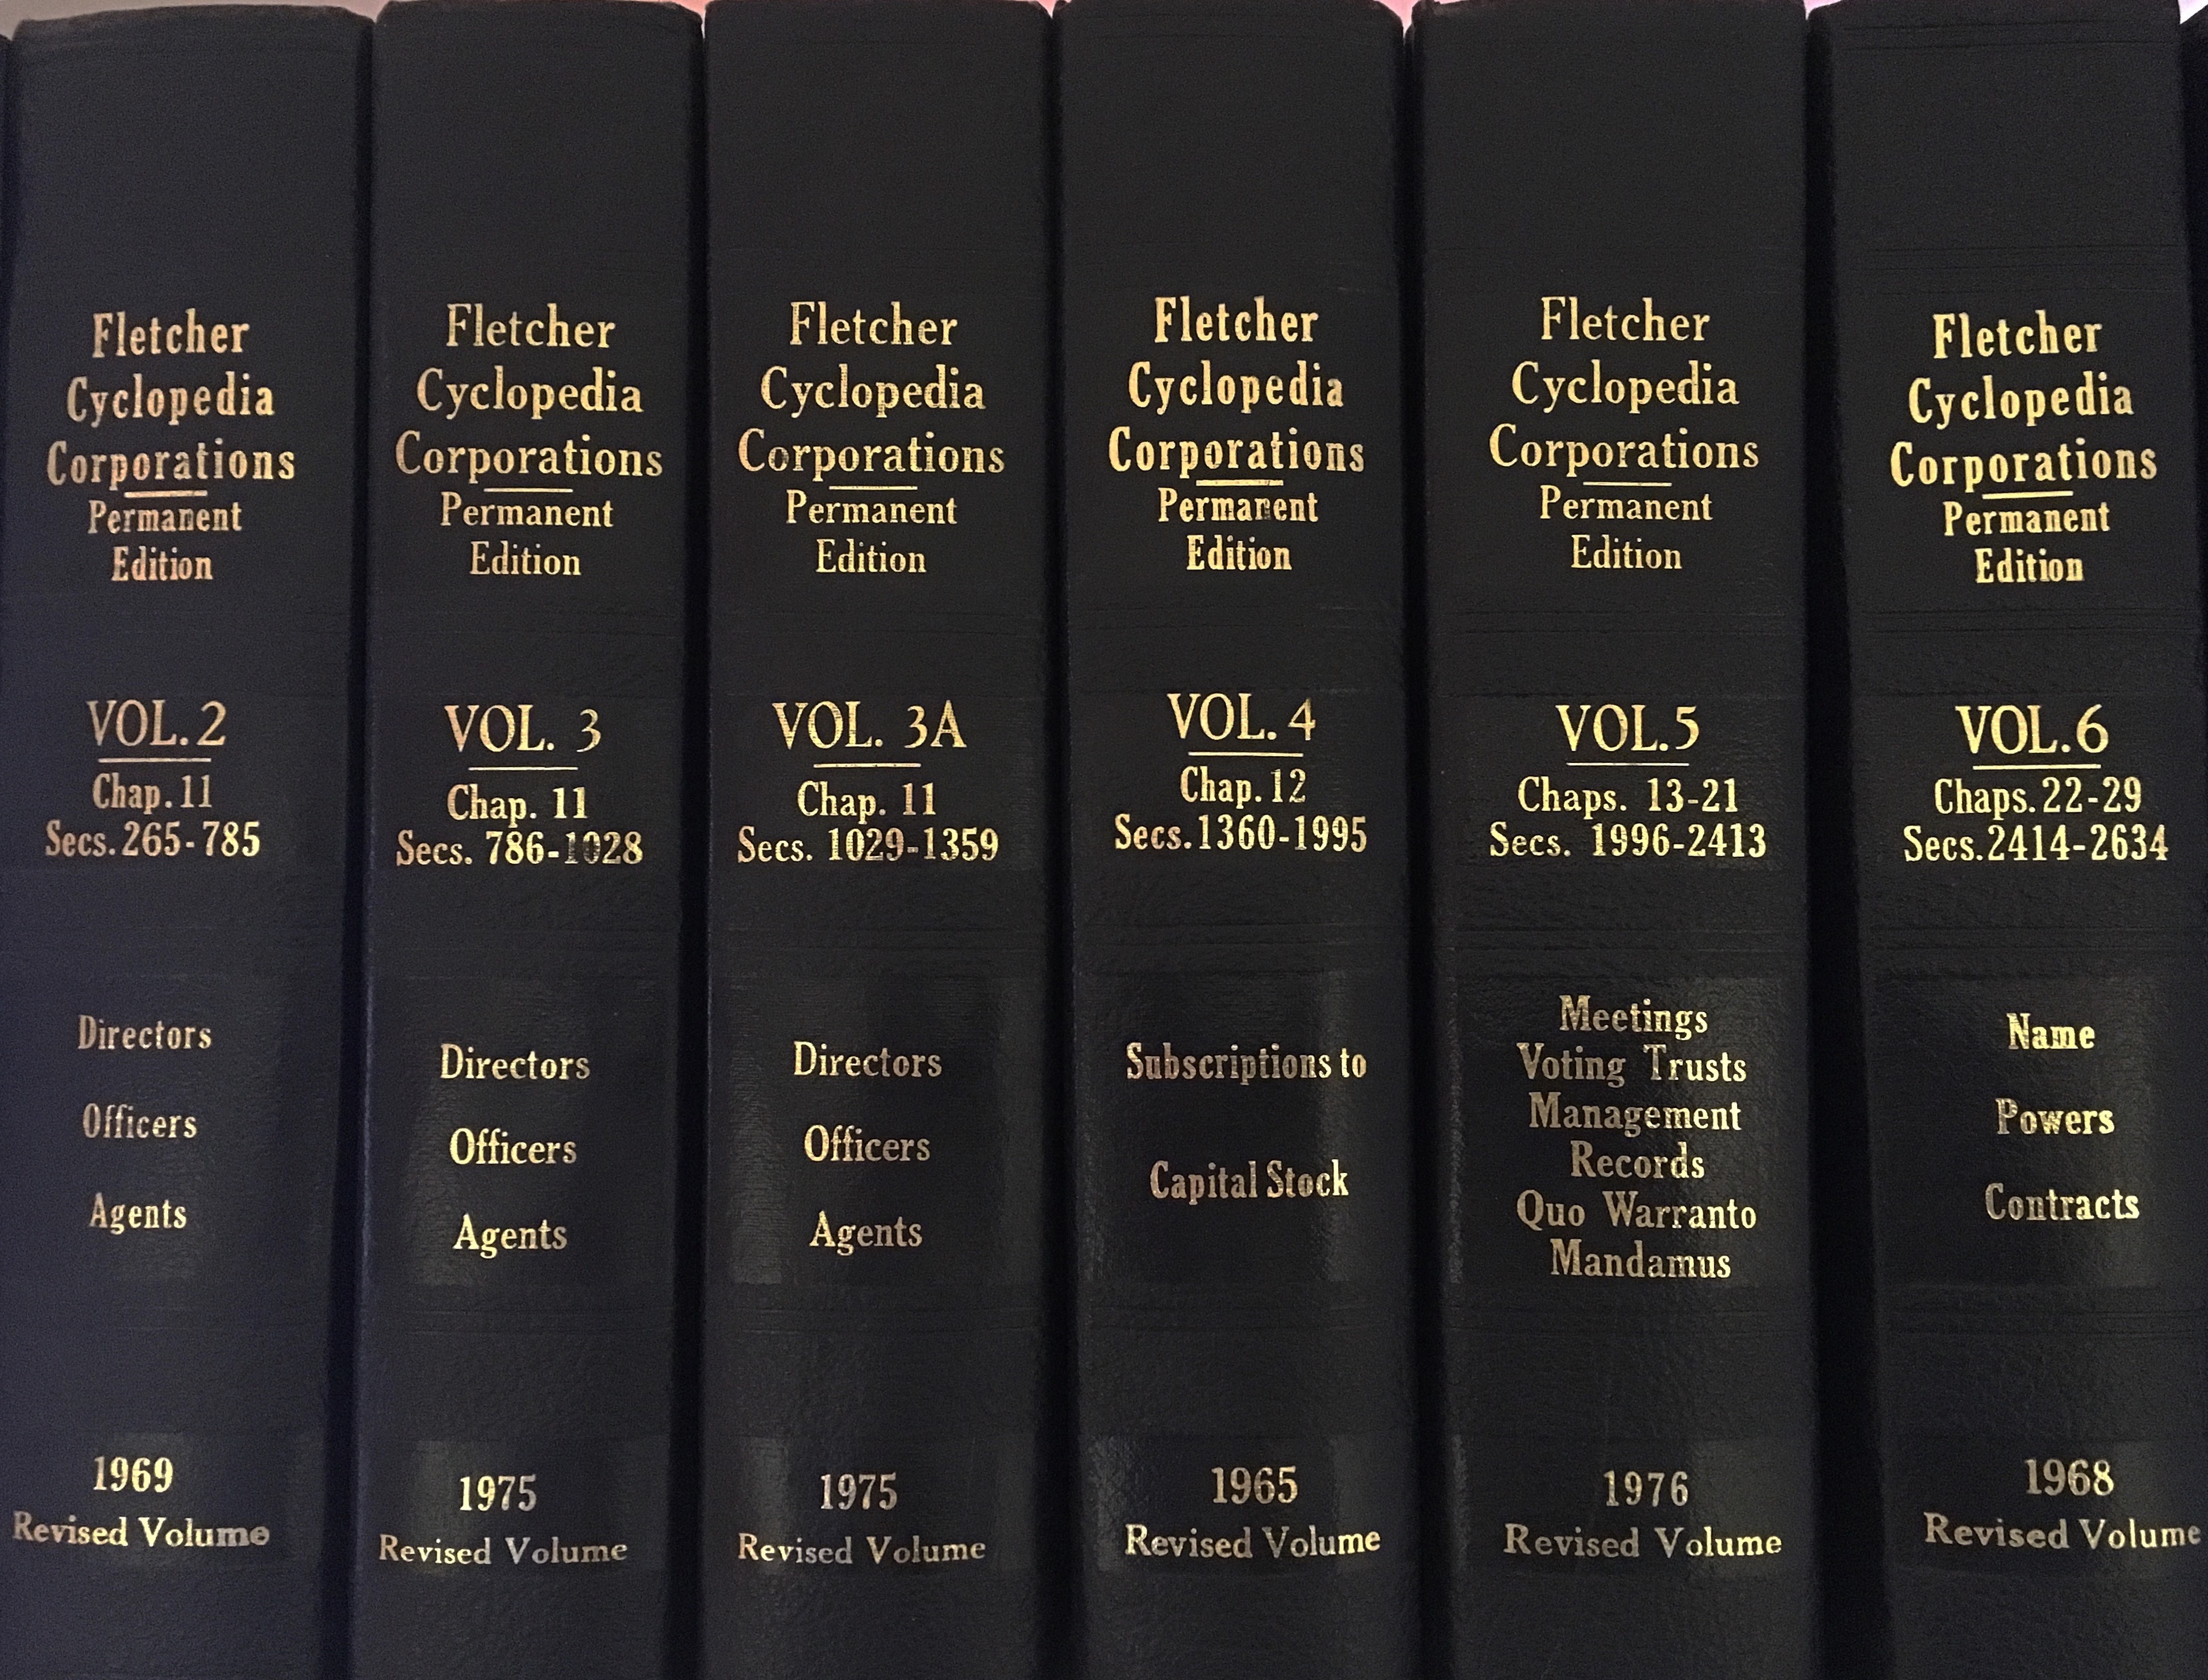 Fletcher
Cyclopedia
Corporations
Permanent
Edition
VOL. 2
Chap. 11
Secs. 265-785
Directors
Officers
Agents
1969
Revised Volume
Fletcher
Cyclopedia
Corporations
Permanent
Edition
VOL. 3
Chap. 11
Secs. 786-1028
Directors
Officers
Agents
1975
Revised Volume
Fletcher
Cyclopedia
Corporations
Permanent
Edition
VOL. 3A
Chap. 11
Secs. 1029-1359
Directors
Officers
Agents
1975
Revised Volume
Fletcher
Cyclopedia
Corporations
Permanent
Edition
VOL. 4
Chap. 12
Secs. 1360-1995
Subscriptions to
Capital Stock
1965
Revised Volume
Fletcher
Cyclopedia
Corporations
Permanent
Edition
VOL. 5
Chaps. 13-21
Secs. 1996-2413
Meetings
Voting Trusts
Management
Records
Quo Warranto
Mandamus
1976
Revised Volume
Fletcher
Cyclopedia
Corporations
Permanent
Edition
VOL. 6
Chaps. 22-29
Secs. 2414-2634
Name
Powers
Contracts
1968
Revised Volume